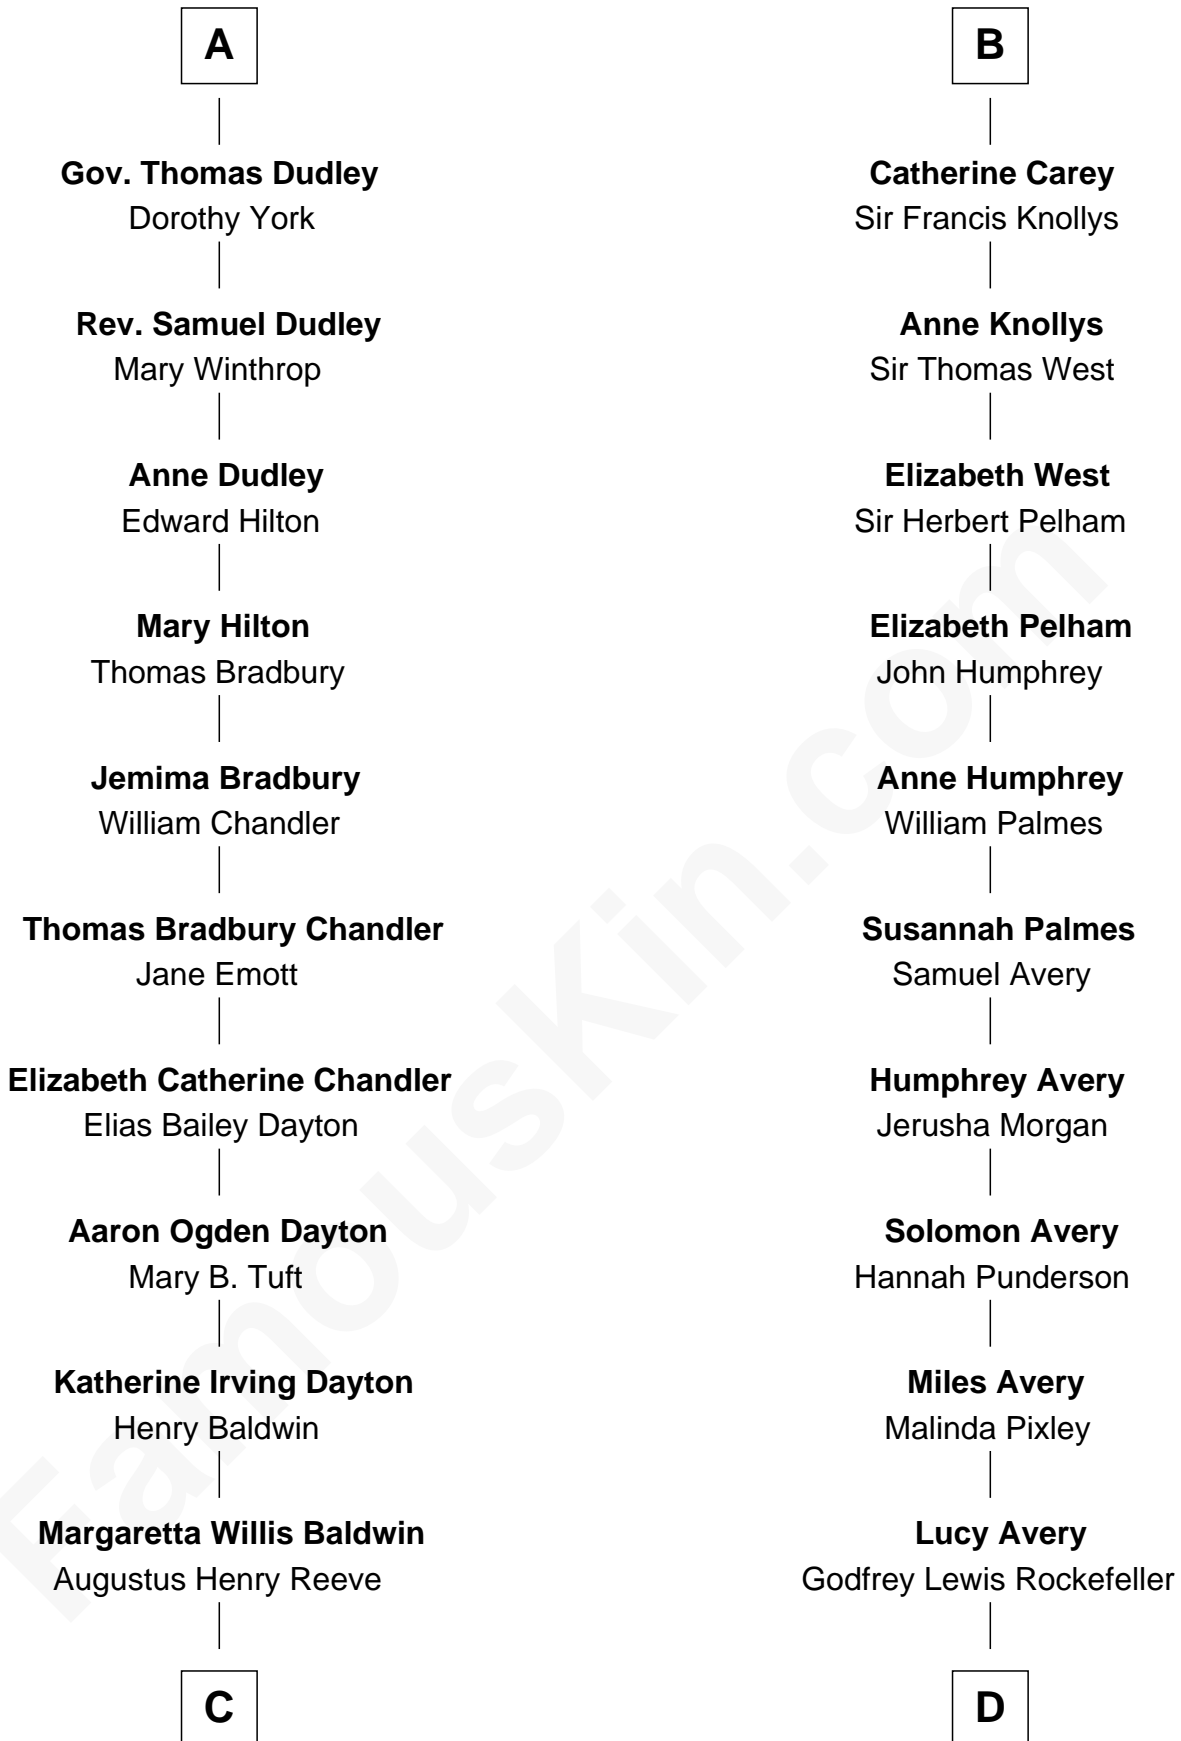 A
Gov. Thomas Dudley
Dorothy York
Rev. Samuel Dudley
Mary Winthrop
Anne Dudley
Edward Hilton
Mary Hilton
Thomas Bradbury
Jemima Bradbury
William Chandler
Thomas Bradbury Chandler
Jane Emott
Elizabeth Catherine Chandler
Elias Bailey Dayton
Aaron Ogden Dayton
Mary B. Tuft
Katherine Irving Dayton
Henry Baldwin
Margaretta Willis Baldwin
Augustus Henry Reeve
C
B
Catherine Carey
Sir Francis Knollys
Anne Knollys
Sir Thomas West
Elizabeth West
Sir Herbert Pelham
Elizabeth Pelham
John Humphrey
Anne Humphrey
William Palmes
Susannah Palmes
Samuel Avery
Humphrey Avery
Jerusha Morgan
Solomon Avery
Hannah Punderson
Miles Avery
Malinda Pixley
Lucy Avery
Godfrey Lewis Rockefeller
D
FamousKin.com